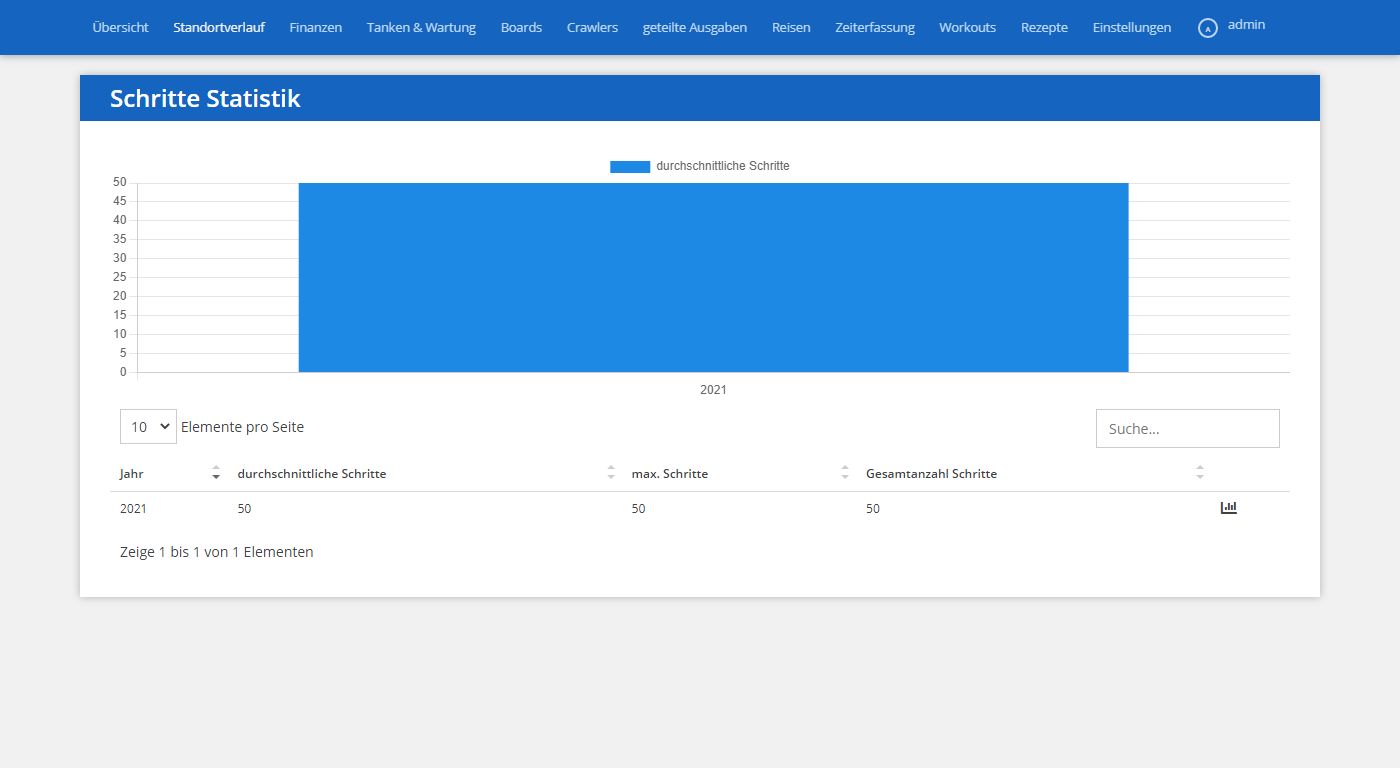 Übersicht Standortverlauf Finanzen Tanken & Wartung Boards Crawlers geteilte Ausgaben Reisen Zeiterfassung Workouts Rezepte Einstellungen A admin
Schritte Statistik
durchschnittliche Schritte
50
45
40
35
30
25
20
15
10
5
0
2021
10 Elemente pro Seite Suche...
Jahr durchschnittliche Schritte max. Schritte Gesamtanzahl Schritte
2021 50 50 50
Zeige 1 bis 1 von 1 Elementen